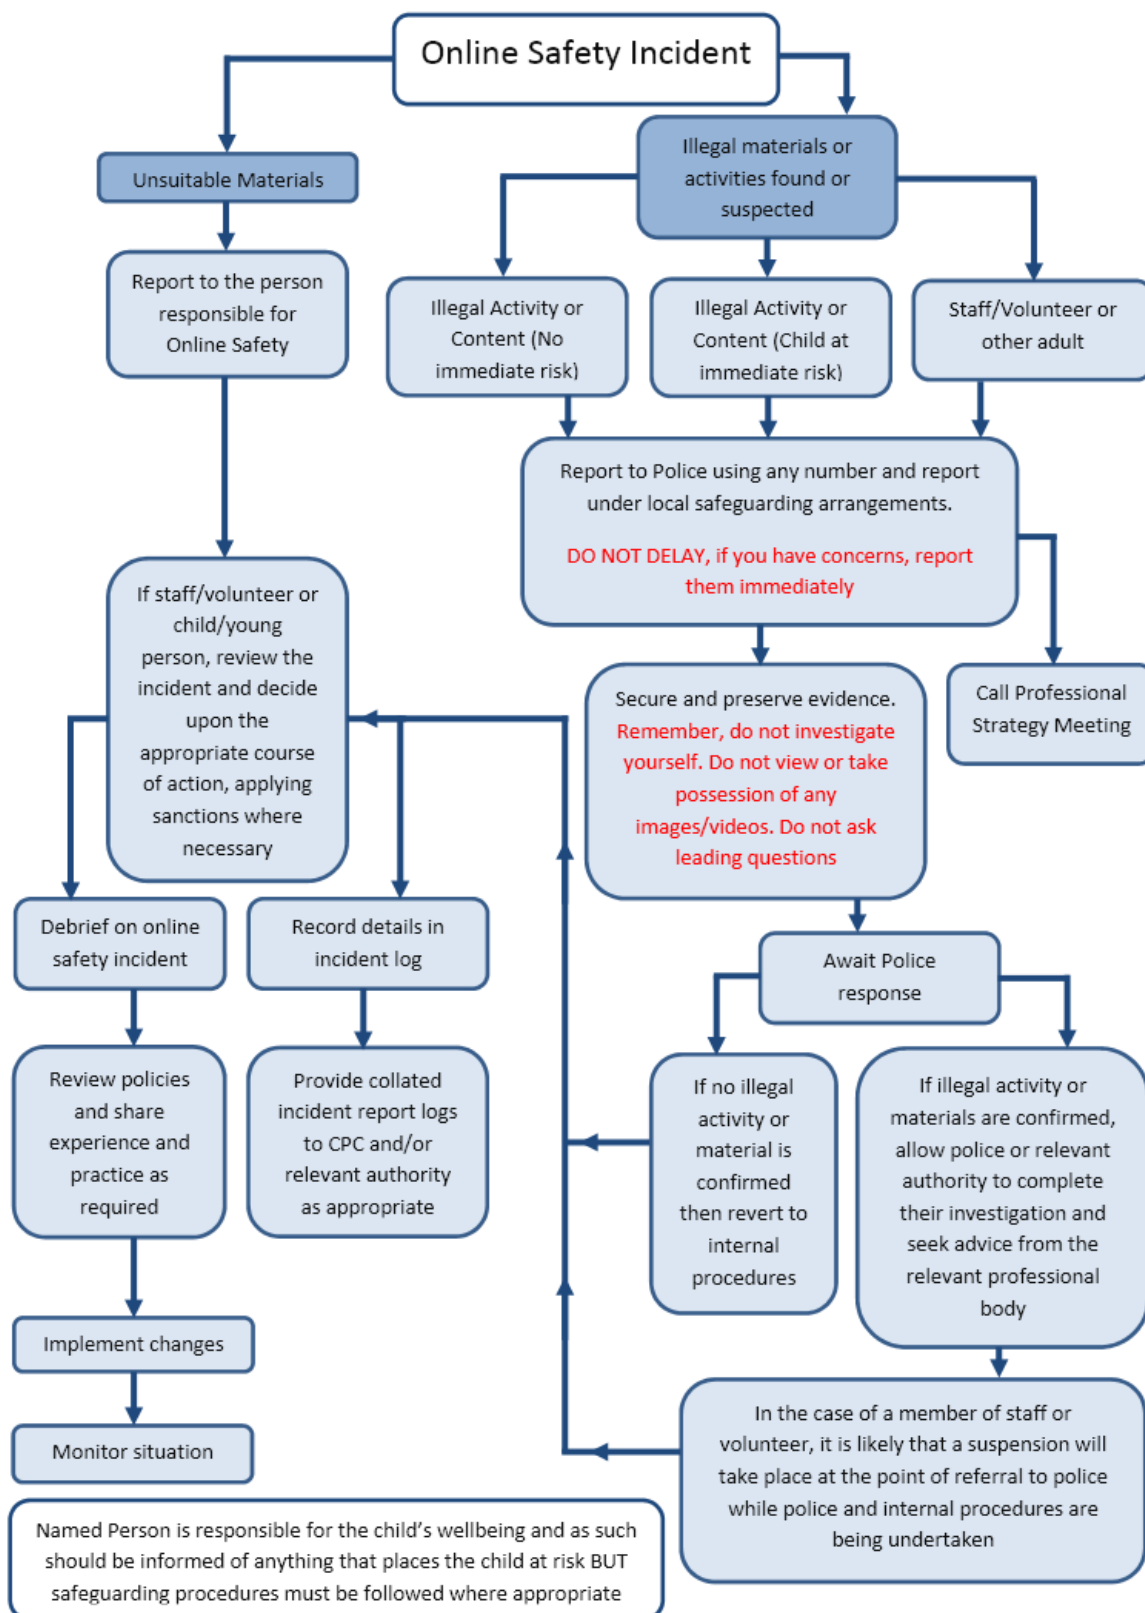 Online Safety Incident
Unsuitable Materials
Illegal materials or
activities found or
suspected
Report to the person
responsible for
Online Safety
Illegal Activity or
Content (No
immediate risk)
Illegal Activity or
Content (Child at
immediate risk)
Staff/Volunteer or
other adult
Report to Police using any number and report
under local safeguarding arrangements.
DO NOT DELAY, if you have concerns, report
them immediately
If staff/volunteer or
child/young
person, review the
incident and decide
upon the
appropriate course
of action, applying
sanctions where
necessary
Secure and preserve evidence.
Remember, do not investigate
yourself. Do not view or take
possession of any
images/videos. Do not ask
leading questions
Call Professional
Strategy Meeting
Debrief on online
safety incident
Record details in
incident log
Await Police
response
Review policies
and share
experience and
practice as
required
Provide collated
incident report logs
to CPC and/or
relevant authority
as appropriate
If no illegal
activity or
material is
confirmed
then revert to
internal
procedures
If illegal activity or
materials are confirmed,
allow police or relevant
authority to complete
their investigation and
seek advice from the
relevant professional
body
Implement changes
Monitor situation
In the case of a member of staff or
volunteer, it is likely that a suspension will
take place at the point of referral to police
while police and internal procedures are
being undertaken
Named Person is responsible for the child’s wellbeing and as such
should be informed of anything that places the child at risk BUT
safeguarding procedures must be followed where appropriate